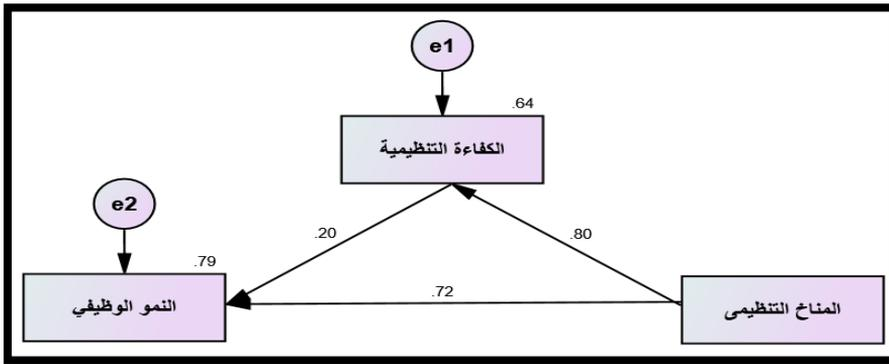 e1
.64
الكفاءة التنظيمية
e2
.20
.80
.79
.72
النمو الوظيفي
المناخ التنظيمى